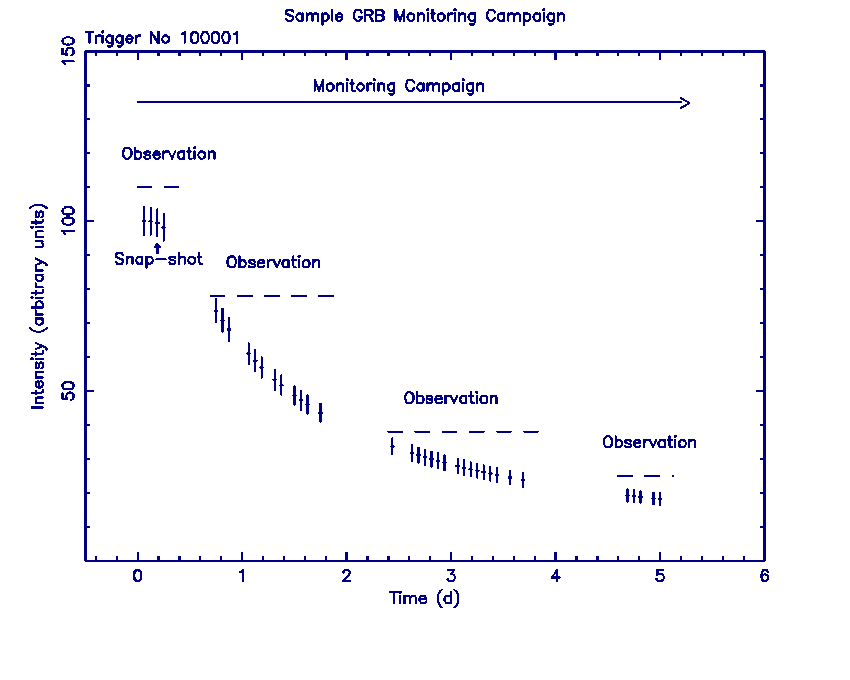 Sample GRB Monitoring Campaign
Trigger No 100001
150
Monitoring Campaign
Observation
100
Snap-shot
Observation
Intensity (arbitrary units)
50
Observation
Observation
0 1 2 3 4 5 6
Time (d)